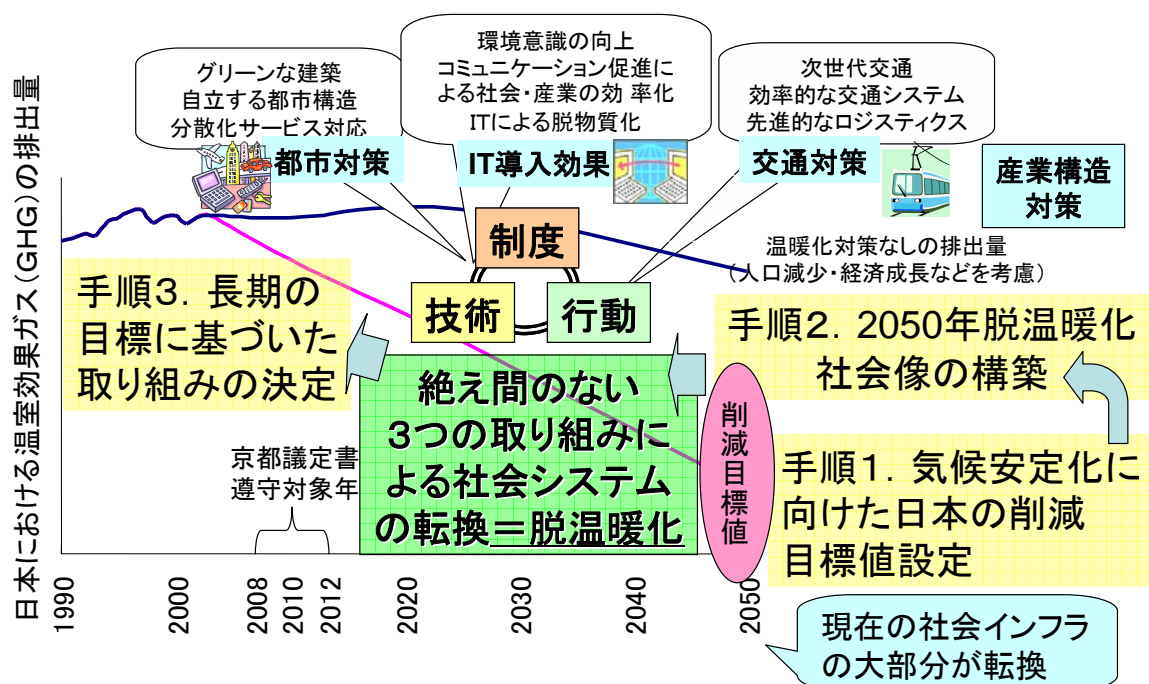 日本における温室効果ガス(GHG)の排出量
グリーンな建築
自立する都市構造
分散化サービス対応
環境意識の向上
コミュニケーション促進に
よる社会・産業の効 率化
ITによる脱物質化
次世代交通
効率的な交通システム
先進的なロジスティクス
都市対策
IT導入効果
交通対策
産業構造
対策
制度
技術
行動
温暖化対策なしの排出量
(人口減少・経済成長などを考慮)
手順3．長期の
目標に基づいた
取り組みの決定
手順2．2050年脱温暖化
社会像の構築
絶え間のない
3つの取り組みに
よる社会システム
の転換＝脱温暖化
削減目標値
手順1．気候安定化に
向けた日本の削減
目標値設定
京都議定書
遵守対象年
1990
2000
2008
2010
2012
2020
2030
2040
2050
現在の社会インフラ
の大部分が転換